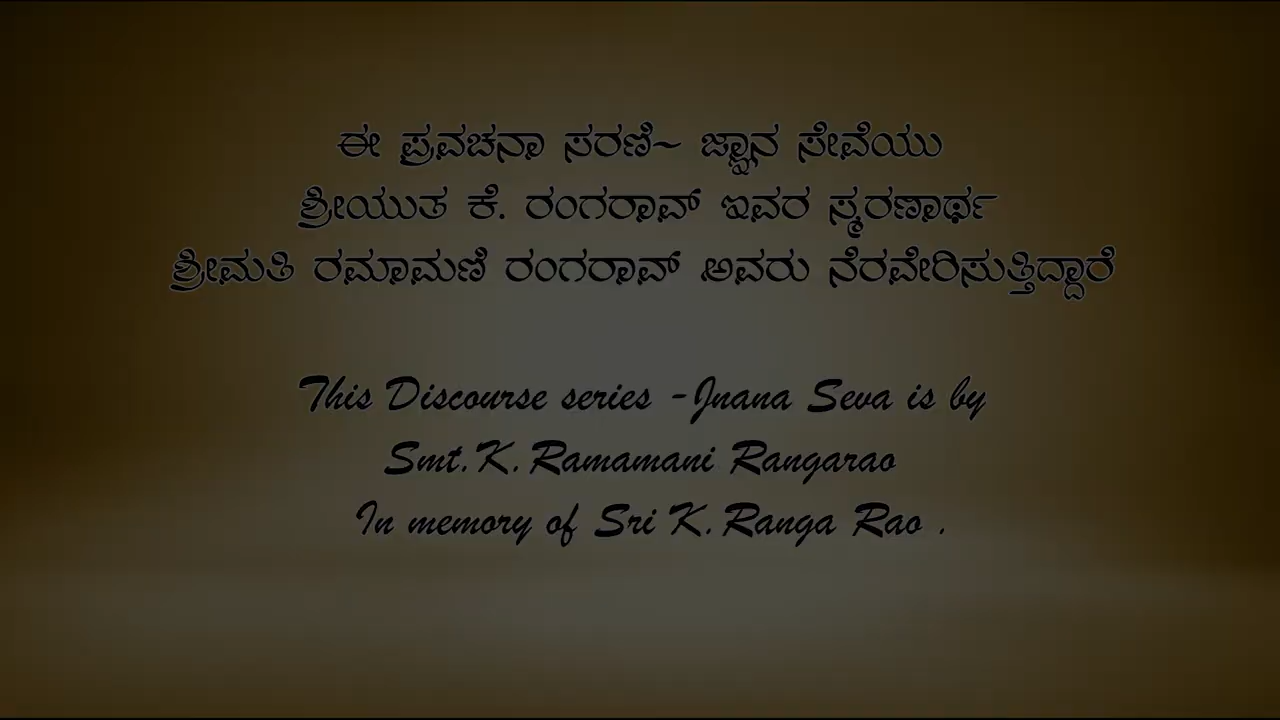 ಈ ಪ್ರವಚನಾ ಸರಣಿ~ ಜ್ಞಾನ ಸೇವೆಯು
ಶ್ರೀಯುತ ಕೆ. ರಂಗರಾವ್ ಇವರ ಸ್ಮರಣಾರ್ಥ
ಶ್ರೀಮತಿ ರಮಾಮಣಿ ರಂಗರಾವ್ ಅವರು ನೆರವೇರಿಸುತ್ತಿದ್ದಾರೆ
This Discourse series -Jnana Seva is by
Smt.K.Ramamani Rangarao
In memory of Sri K.Ranga Rao .